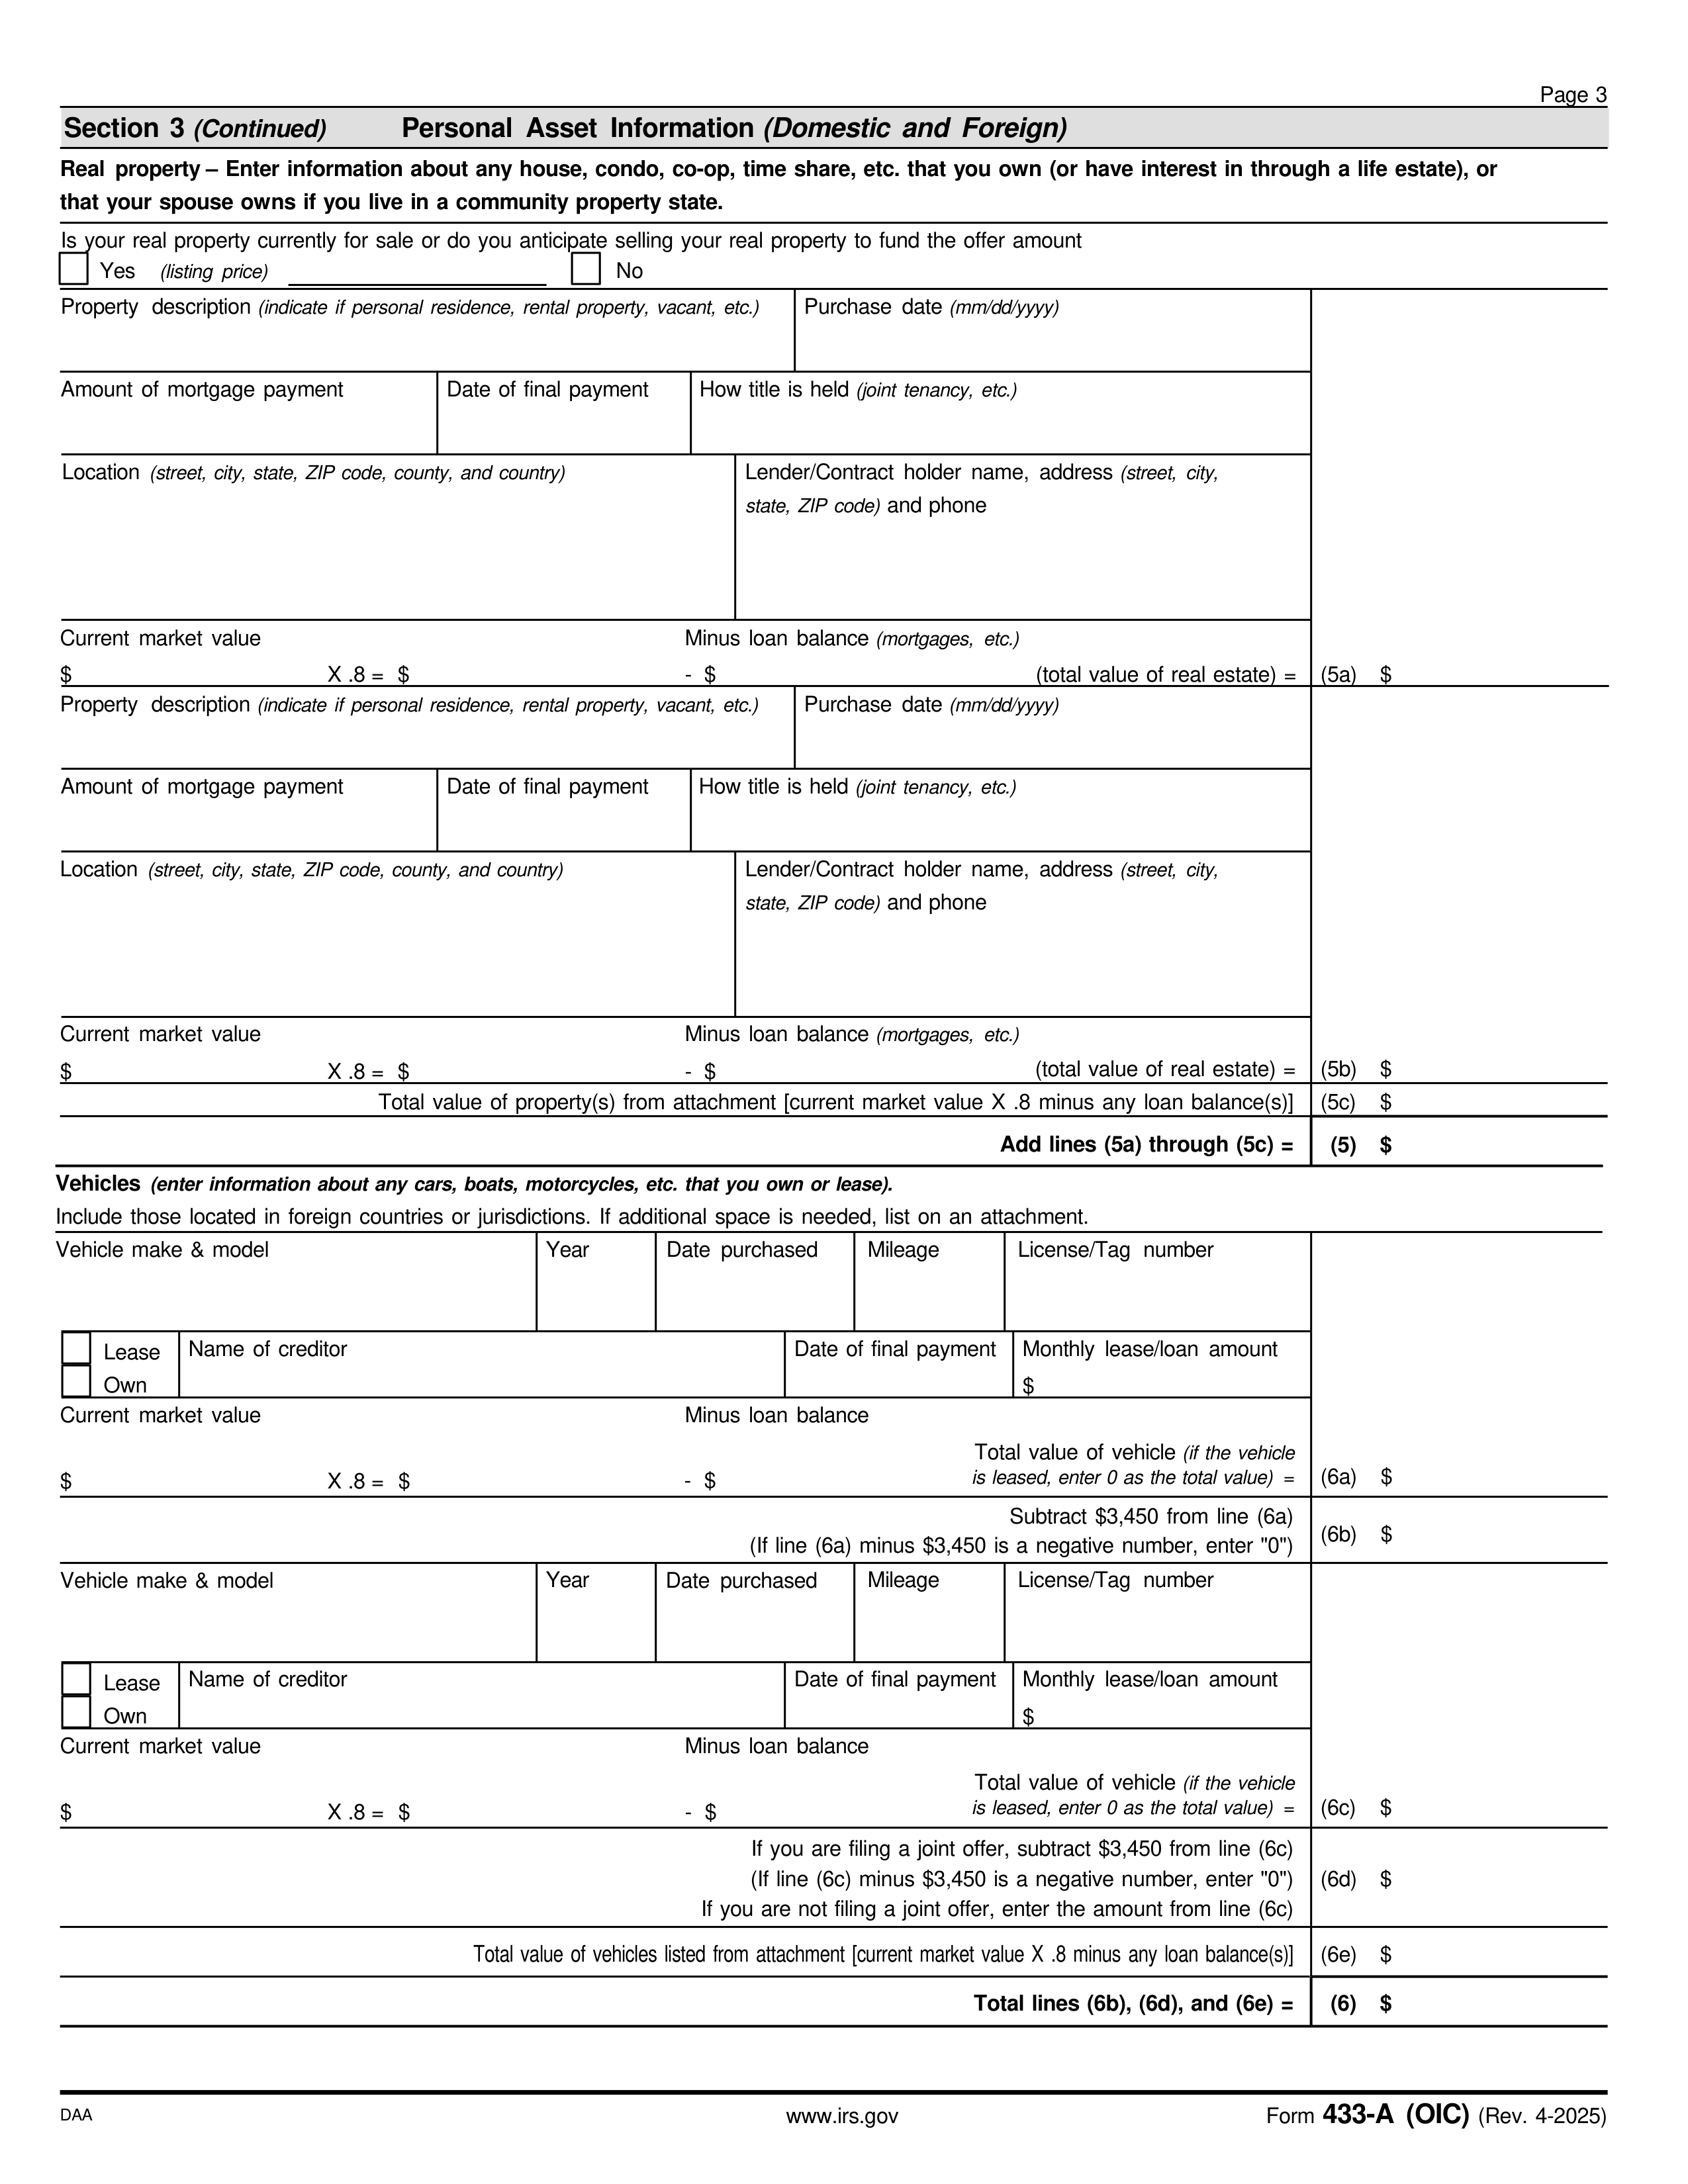 Page 3
Section 3 (Continued) Personal Asset Information (Domestic and Foreign)
Real property – Enter information about any house, condo, co-op, time share, etc. that you own (or have interest in through a life estate), or
that your spouse owns if you live in a community property state.
Is your real property currently for sale or do you anticipate selling your real property to fund the offer amount
Yes (listing price) No
Property description (indicate if personal residence, rental property, vacant, etc.) Purchase date (mm/dd/yyyy)
Amount of mortgage payment Date of final payment How title is held (joint tenancy, etc.)
Location (street, city, state, ZIP code, county, and country) Lender/Contract holder name, address (street, city,
state, ZIP code) and phone
Current market value Minus loan balance (mortgages, etc.)
$ X .8 = $ - $ (total value of real estate) = (5a) $
Property description (indicate if personal residence, rental property, vacant, etc.) Purchase date (mm/dd/yyyy)
Amount of mortgage payment Date of final payment How title is held (joint tenancy, etc.)
Location (street, city, state, ZIP code, county, and country) Lender/Contract holder name, address (street, city,
state, ZIP code) and phone
Current market value Minus loan balance (mortgages, etc.)
$ X .8 = $ - $ (total value of real estate) = (5b) $
Total value of property(s) from attachment [current market value X .8 minus any loan balance(s)] (5c) $
Add lines (5a) through (5c) = (5) $
Vehicles (enter information about any cars, boats, motorcycles, etc. that you own or lease).
Include those located in foreign countries or jurisdictions. If additional space is needed, list on an attachment.
Vehicle make & model Year Date purchased Mileage License/Tag number
Lease Name of creditor Date of final payment Monthly lease/loan amount
Own $
Current market value Minus loan balance
Total value of vehicle (if the vehicle
$ X .8 = $ - $ is leased, enter 0 as the total value) = (6a) $
Subtract $3,450 from line (6a)
(If line (6a) minus $3,450 is a negative number, enter "0") (6b) $
Vehicle make & model Year Date purchased Mileage License/Tag number
Lease Name of creditor Date of final payment Monthly lease/loan amount
Own $
Current market value Minus loan balance
Total value of vehicle (if the vehicle
$ X .8 = $ - $ is leased, enter 0 as the total value) = (6c) $
If you are filing a joint offer, subtract $3,450 from line (6c)
(If line (6c) minus $3,450 is a negative number, enter "0") (6d) $
If you are not filing a joint offer, enter the amount from line (6c)
Total value of vehicles listed from attachment [current market value X .8 minus any loan balance(s)] (6e) $
Total lines (6b), (6d), and (6e) = (6) $
DAA www.irs.gov Form 433-A (OIC) (Rev. 4-2025)